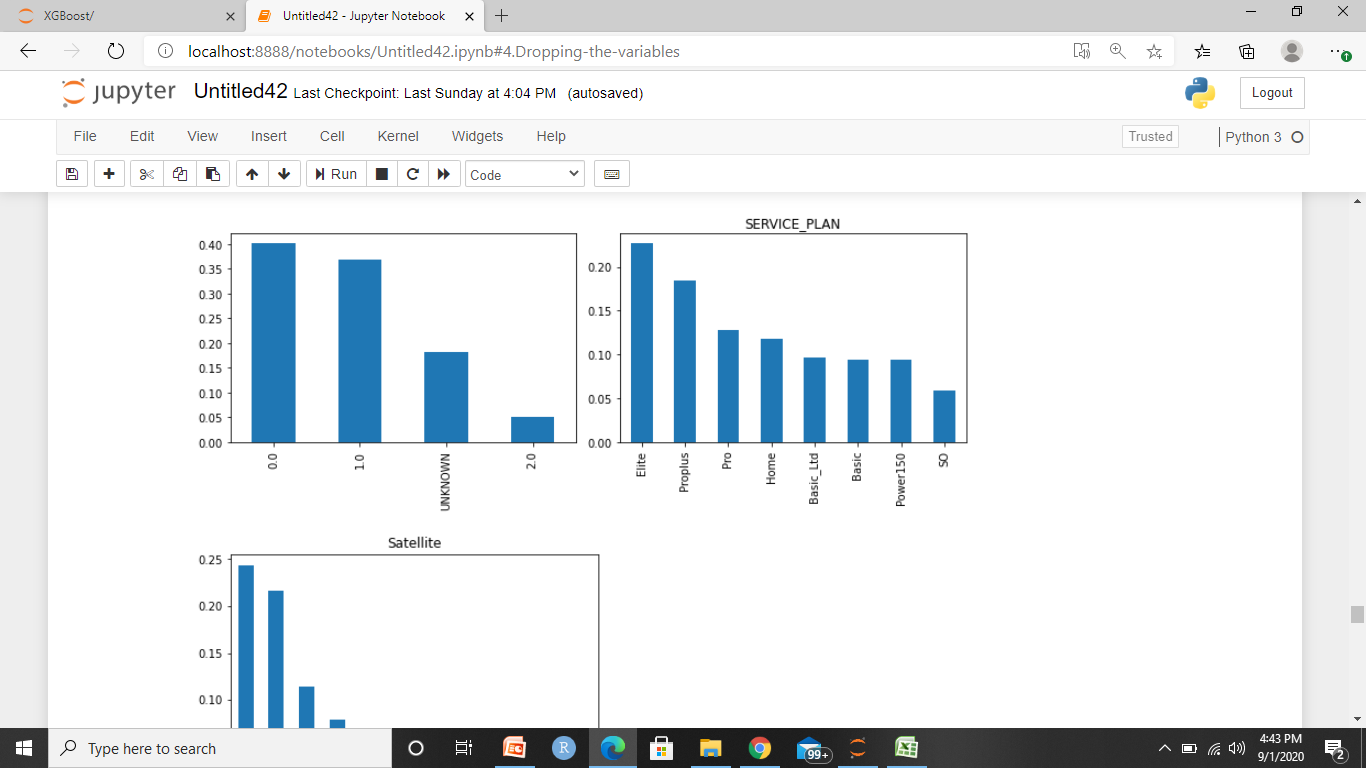 XGBoost/
Untitled42 - Jupyter Notebook
localhost:8888/notebooks/Untitled42.ipynb#4.Dropping-the-variables
jupyter Untitled42 Last Checkpoint: Last Sunday at 4:04 PM (autosaved)
Logout
File Edit View Insert Cell Kernel Widgets Help
Trusted
Python 3
Run
Code
0.40
0.35
0.30
0.25
0.20
0.15
0.10
0.05
0.00
0.0
1.0
UNKNOWN
2.0
SERVICE_PLAN
0.20
0.15
0.10
0.05
0.00
Elite
Proplus
Pro
Home
Basic_Ltd
Basic
Power150
SO
Satellite
0.25
0.20
0.15
0.10
Type here to search
R
99+
4:43 PM
9/1/2020
2